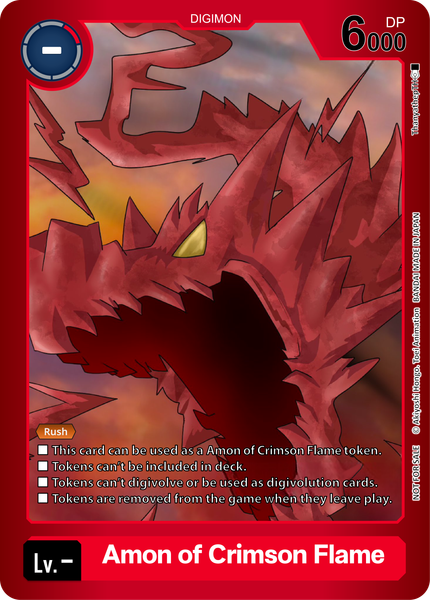 DIGIMON
-
DP
6000
Rush
■ This card can be used as a Amon of Crimson Flame token.
■ Tokens can't be included in deck.
■ Tokens can't digivolve or be used as digivolution cards.
■ Tokens are removed from the game when they leave play.
Lv.-
Amon of Crimson Flame
NOT FOR SALE © Akiyoshi Hongo, Toei Animation BANDAI MADE IN JAPAN